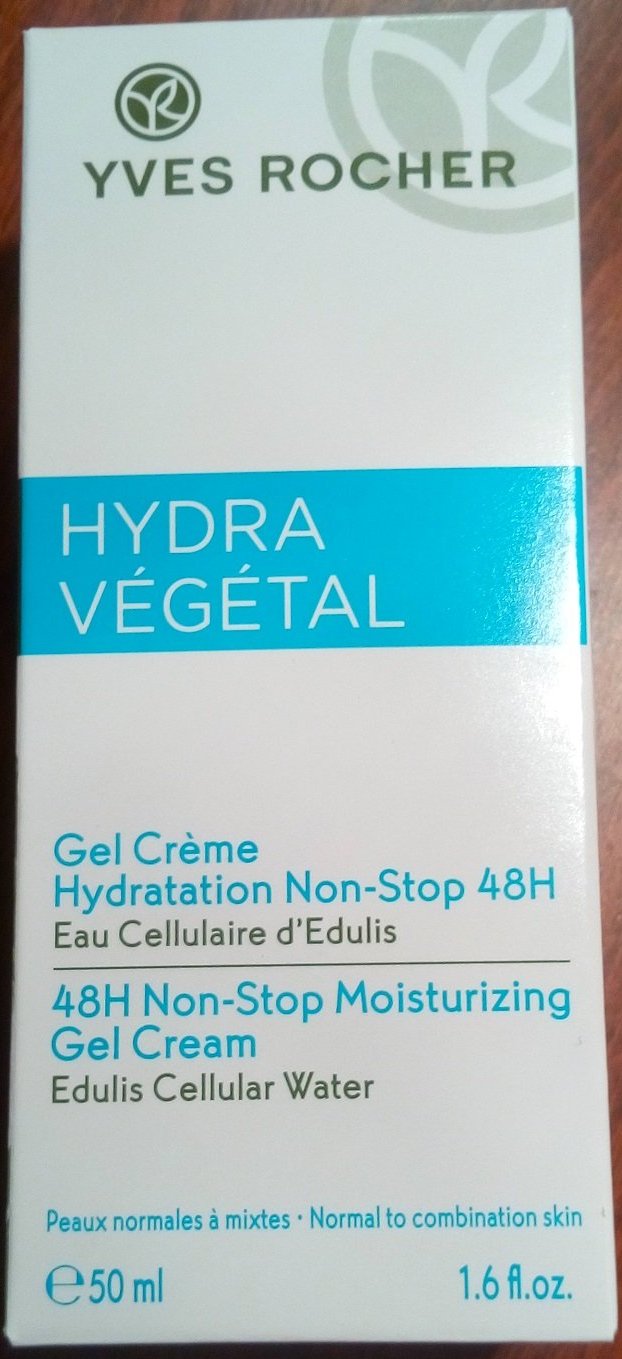 YVES ROCHER
HYDRA
VÉGÉTAL
Gel Crème
Hydratation Non-Stop 48H
Eau Cellulaire d'Edulis
48H Non-Stop Moisturizing
Gel Cream
Edulis Cellular Water
Peaux normales à mixtes · Normal to combination skin
℮50 ml 1.6 fl.oz.